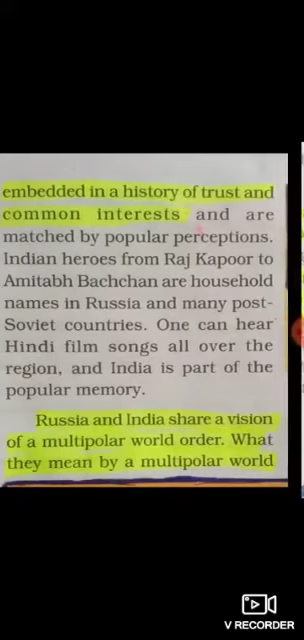 embedded in a history of trust and
common interests and are
matched by popular perceptions.
Indian heroes from Raj Kapoor to
Amitabh Bachchan are household
names in Russia and many post-
Soviet countries. One can hear
Hindi film songs all over the
region, and India is part of the
popular memory.
Russia and India share a vision
of a multipolar world order. What
they mean by a multipolar world
V RECORDER